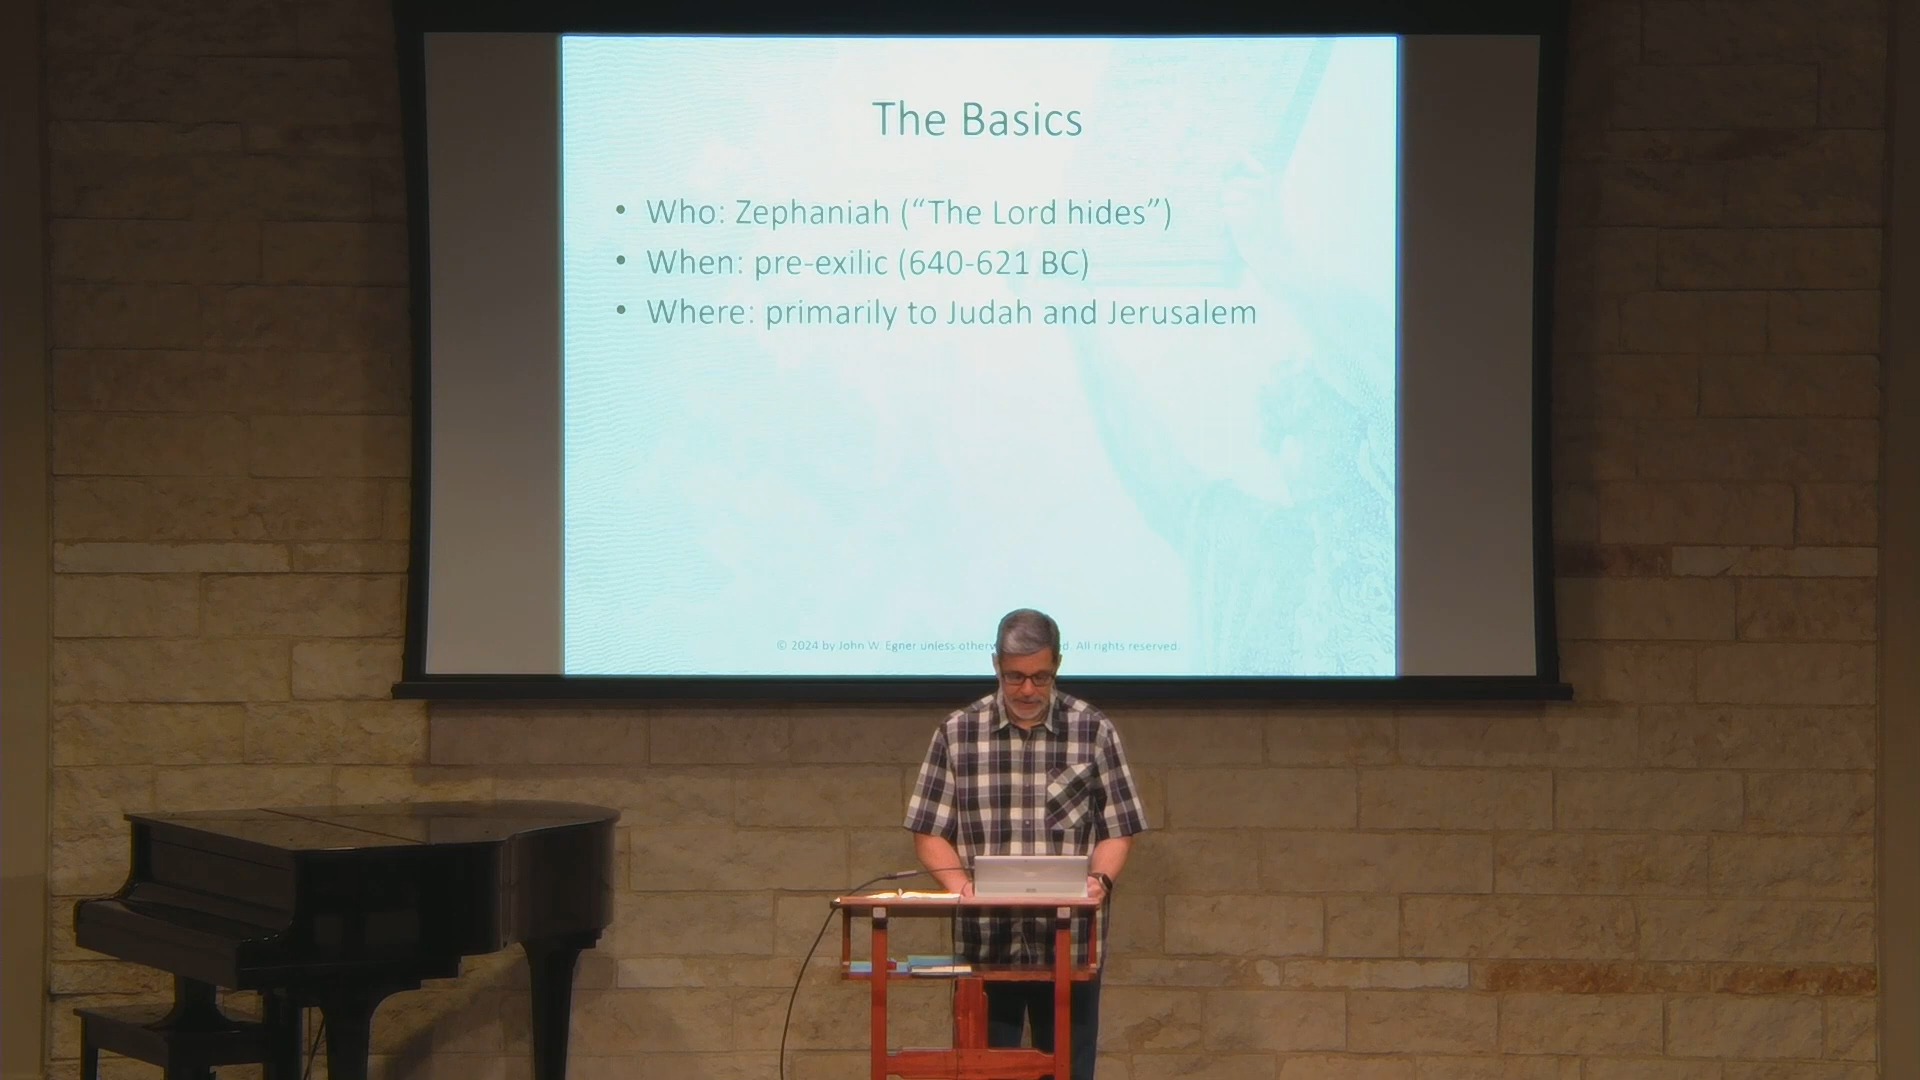 The Basics
• Who: Zephaniah (“The Lord hides”)
• When: pre-exilic (640-621 BC)
• Where: primarily to Judah and Jerusalem
© 2024 by John W. Egner unless All rights reserved.